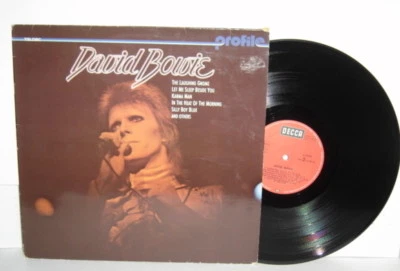 profile
David Bowie
THE LAUGHING GNOME
LET ME SLEEP BESIDE YOU
KARMA MAN
IN THE HEAT OF THE MORNING
SILLY BOY BLUE
AND OTHERS
DECCA